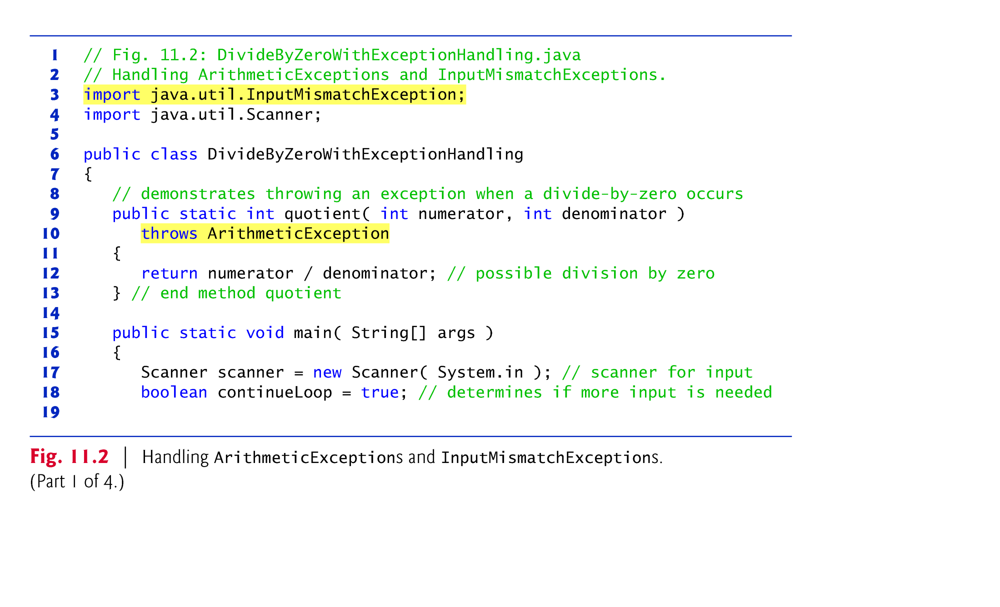 1 // Fig. 11.2: DivideByZeroWithExceptionHandling.java
2 // Handling ArithmeticExceptions and InputMismatchExceptions.
3 import java.util.InputMismatchException;
4 import java.util.Scanner;
5
6 public class DivideByZeroWithExceptionHandling
7 {
8    // demonstrates throwing an exception when a divide-by-zero occurs
9    public static int quotient( int numerator, int denominator )
10       throws ArithmeticException
11    {
12       return numerator / denominator; // possible division by zero
13    } // end method quotient
14
15    public static void main( String[] args )
16    {
17       Scanner scanner = new Scanner( System.in ); // scanner for input
18       boolean continueLoop = true; // determines if more input is needed
19
Fig. 11.2 | Handling ArithmeticExceptions and InputMismatchExceptions.
(Part 1 of 4.)